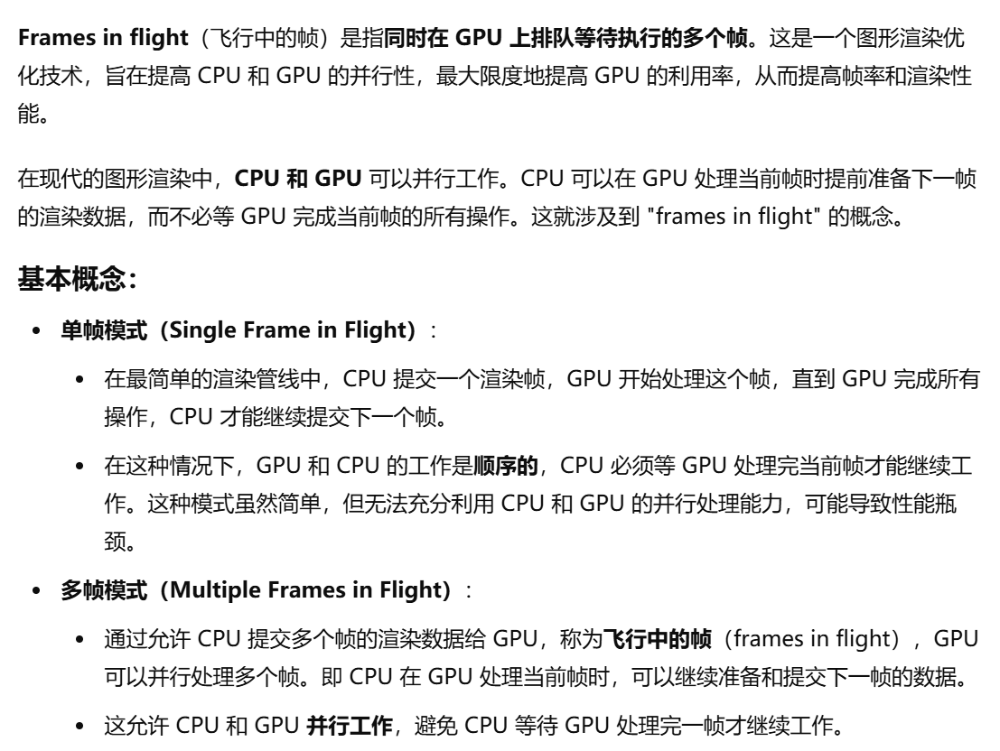 Frames in flight（飞行中的帧）是指同时在 GPU 上排队等待执行的多个帧。这是一个图形渲染优
化技术，旨在提高 CPU 和 GPU 的并行性，最大限度地提高 GPU 的利用率，从而提高帧率和渲染性
能。
在现代的图形渲染中，CPU 和 GPU 可以并行工作。CPU 可以在 GPU 处理当前帧时提前准备下一帧
的渲染数据，而不必等 GPU 完成当前帧的所有操作。这就涉及到 "frames in flight" 的概念。
基本概念：
• 单帧模式（Single Frame in Flight）：
• 在最简单的渲染管线中，CPU 提交一个渲染帧，GPU 开始处理这个帧，直到 GPU 完成所有
操作，CPU 才能继续提交下一个帧。
• 在这种情况下，GPU 和 CPU 的工作是顺序的，CPU 必须等 GPU 处理完当前帧才能继续工
作。这种模式虽然简单，但无法充分利用 CPU 和 GPU 的并行处理能力，可能导致性能瓶
颈。
• 多帧模式（Multiple Frames in Flight）：
• 通过允许 CPU 提交多个帧的渲染数据给 GPU，称为飞行中的帧（frames in flight），GPU
可以并行处理多个帧。即 CPU 在 GPU 处理当前帧时，可以继续准备和提交下一帧的数据。
• 这允许 CPU 和 GPU 并行工作，避免 CPU 等待 GPU 处理完一帧才继续工作。